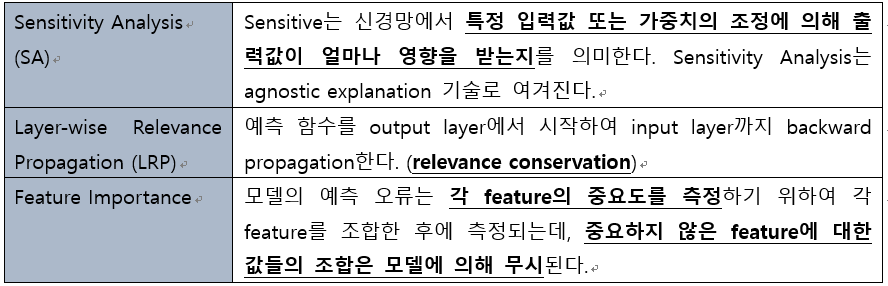 Sensitivity Analysis
(SA)
Sensitive는 신경망에서 특정 입력값 또는 가중치의 조정에 의해 출
력값이 얼마나 영향을 받는지를 의미한다. Sensitivity Analysis는
agnostic explanation 기술로 여겨진다.
Layer-wise Relevance
Propagation (LRP)
예측 함수를 output layer에서 시작하여 input layer까지 backward
propagation한다. (relevance conservation)
Feature Importance
모델의 예측 오류는 각 feature의 중요도를 측정하기 위하여 각
feature를 조합한 후에 측정되는데, 중요하지 않은 feature에 대한
값들의 조합은 모델에 의해 무시된다.